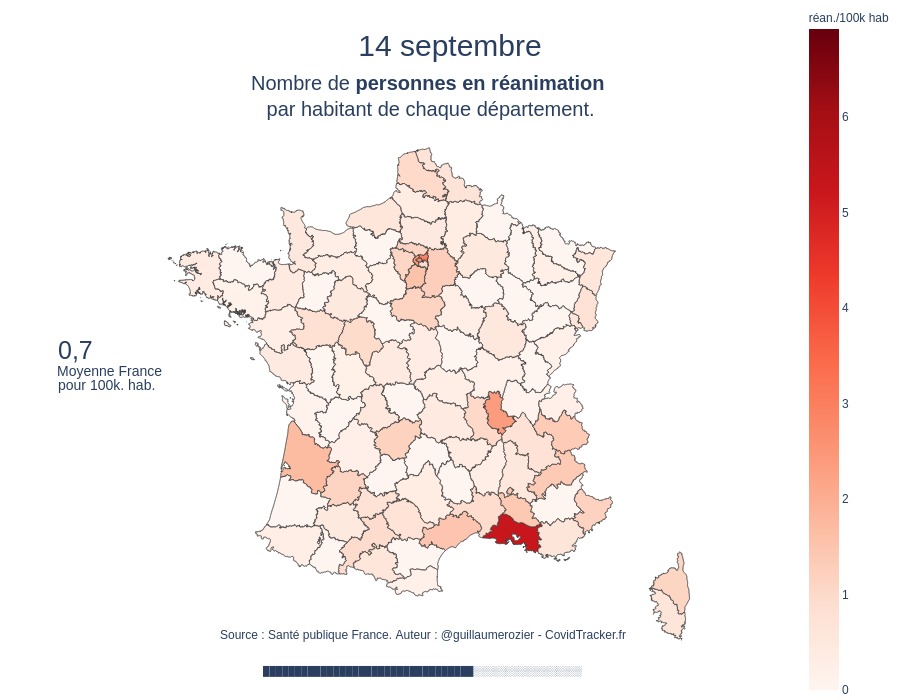 réan./100k hab
14 septembre
Nombre de personnes en réanimation
par habitant de chaque département.
6
5
4
3
2
1
0
0,7
Moyenne France
pour 100k. hab.
Source : Santé publique France. Auteur : @guillaumerozier - CovidTracker.fr